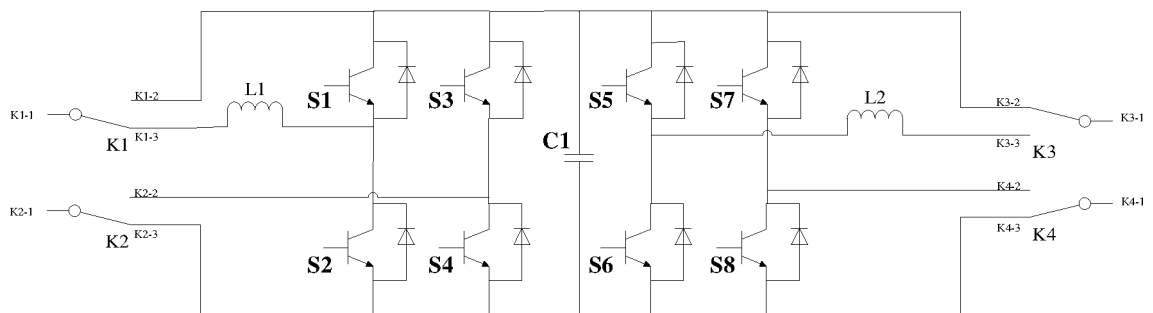 S1
S3
S5
S7
L1
L2
K1-2
K3-2
K1-1
K3-1
K1-3
K1
C1
K3-3
K3
K2-2
K4-2
K2-1
K4-1
K2-3
K2
S2
S4
S6
S8
K4-3
K4